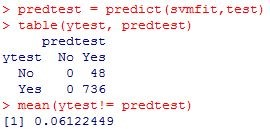 > predtest = predict(svmfit,test)
> table(ytest, predtest)
     predtest
ytest  No Yes
  No    0  48
  Yes   0 736
> mean(ytest!= predtest)
[1] 0.06122449